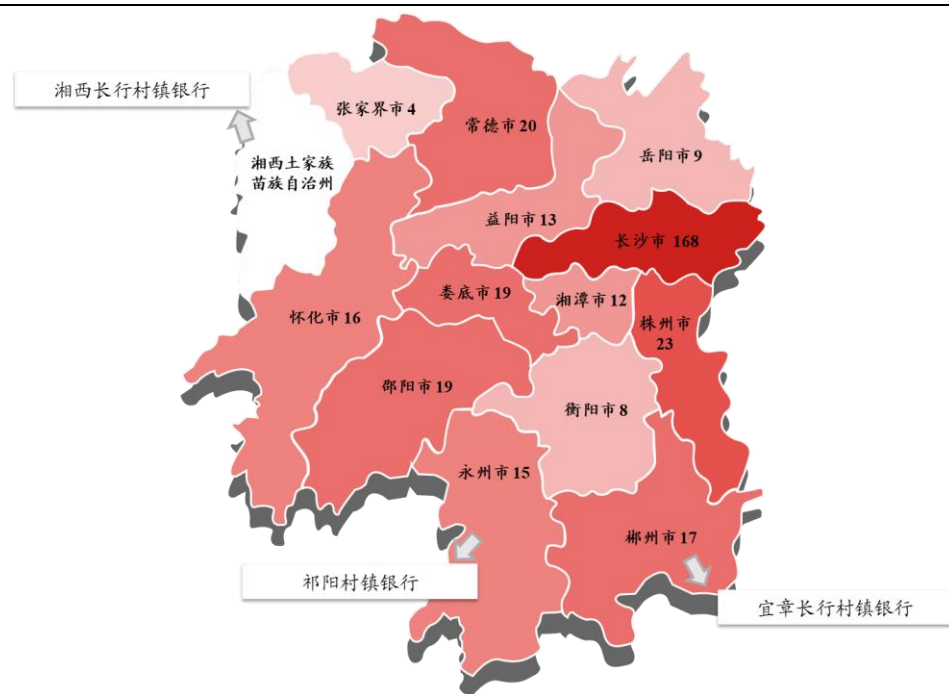 湘西长行村镇银行
张家界市 4
常德市 20
岳阳市 9
湘西土家族
苗族自治州
益阳市 13
长沙市 168
娄底市 19
湘潭市 12
怀化市 16
株州市
23
邵阳市 19
衡阳市 8
永州市 15
郴州市 17
祁阳村镇银行
宜章长行村镇银行